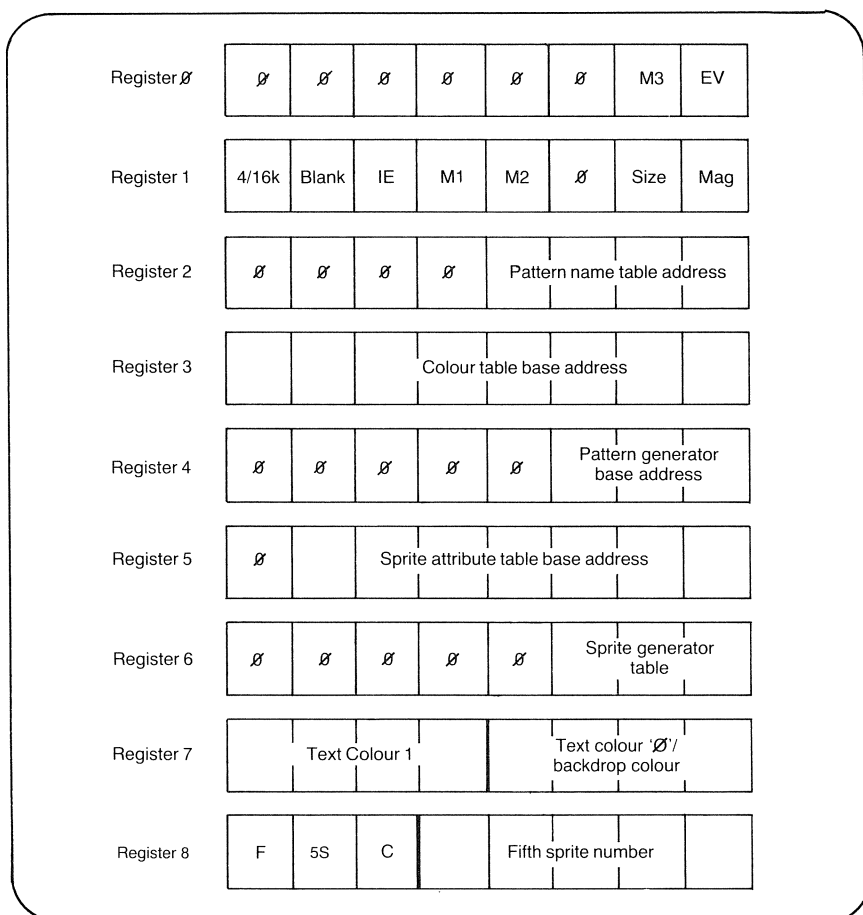 Register Ø Ø Ø Ø Ø Ø Ø M3 EV
Register 1 4/16k Blank IE M1 M2 Ø Size Mag
Register 2 Ø Ø Ø Ø Pattern name table address
Register 3 Colour table base address
Register 4 Ø Ø Ø Ø Ø Pattern generator
base address
Register 5 Ø Sprite attribute table base address
Register 6 Ø Ø Ø Ø Ø Sprite generator
table
Register 7 Text Colour 1 Text colour 'Ø'/
backdrop colour
Register 8 F 5S C Fifth sprite number